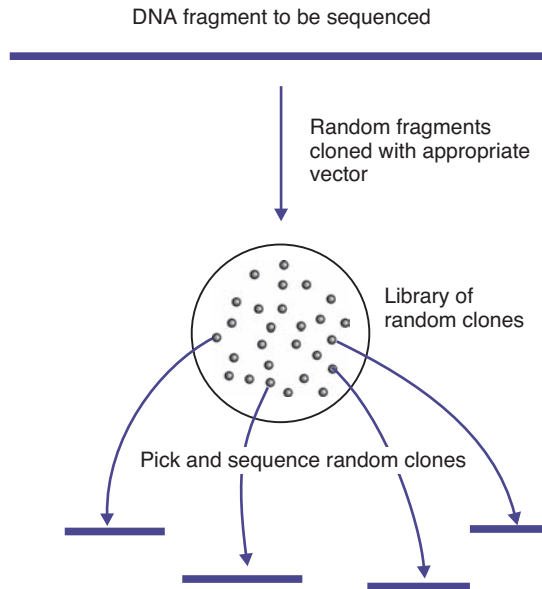 DNA fragment to be sequenced
Random fragments
cloned with appropriate
vector
Library of
random clones
Pick and sequence random clones